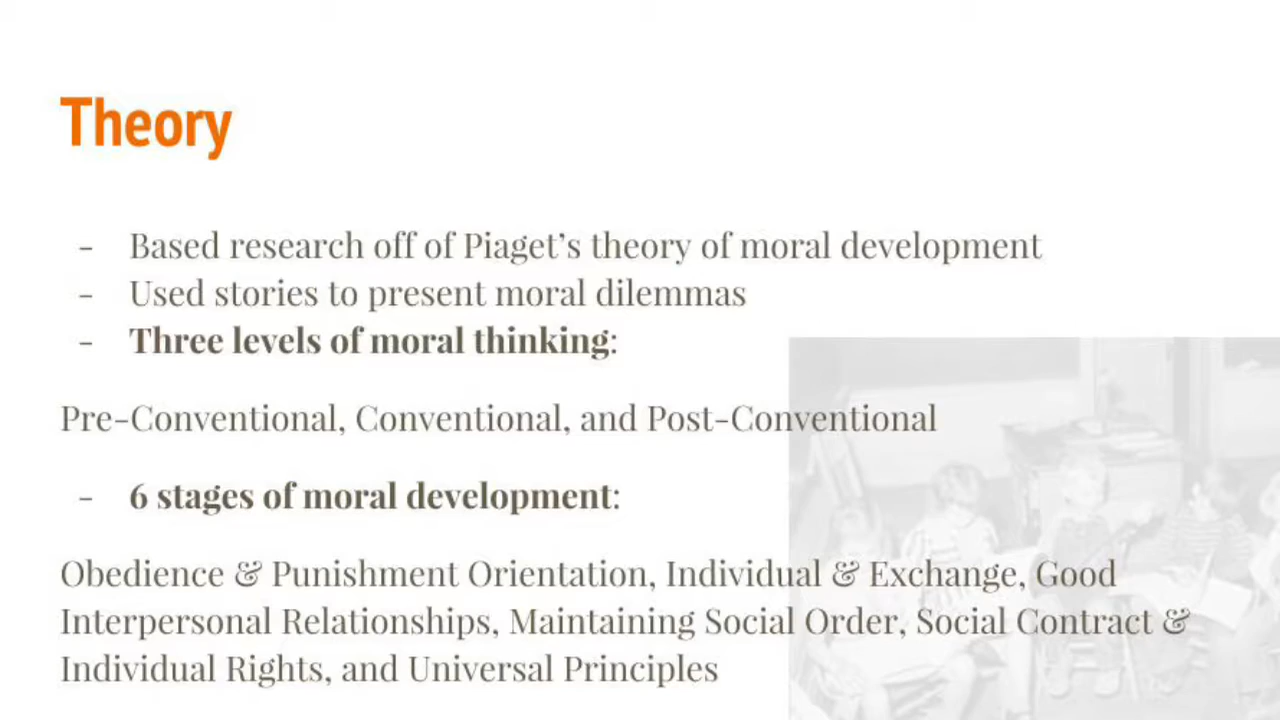 Theory
- Based research off of Piaget’s theory of moral development
- Used stories to present moral dilemmas
- Three levels of moral thinking:
Pre-Conventional, Conventional, and Post-Conventional
- 6 stages of moral development:
Obedience & Punishment Orientation, Individual & Exchange, Good
Interpersonal Relationships, Maintaining Social Order, Social Contract &
Individual Rights, and Universal Principles